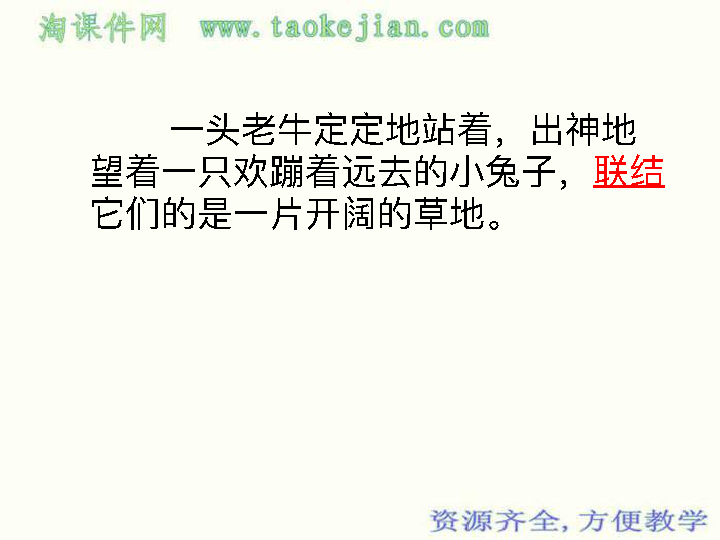 淘课件网 www.taokejian.com
一头老牛定定地站着，出神地
望着一只欢蹦着远去的小兔子，联结
它们的是一片开阔的草地。
资源齐全,方便教学